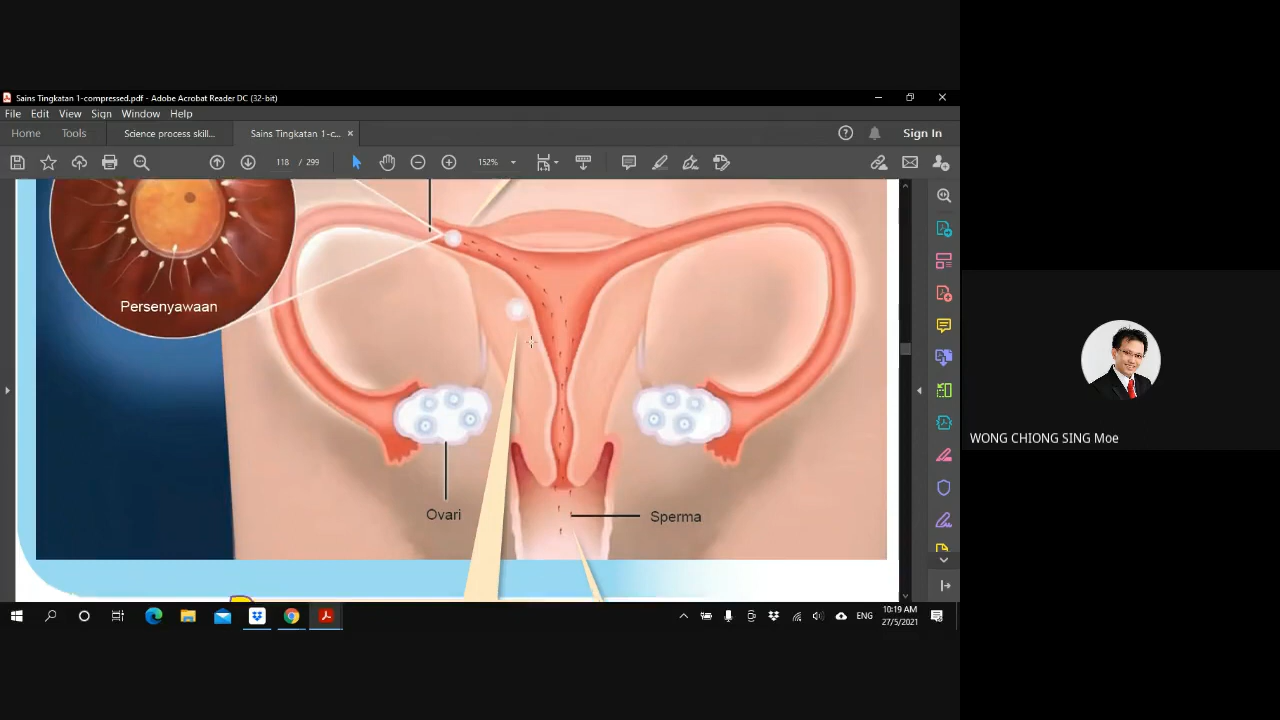 Sains Tingkatan 1-compressed.pdf - Adobe Acrobat Reader DC (32-bit)
File Edit View Sign Window Help
Home Tools Science process skill... Sains Tingkatan 1-c... × Sign In
118 / 299 152%
Persenyawaan
Ovari
Sperma
WONG CHIONG SING Moe
ENG
10:19 AM
27/5/2021